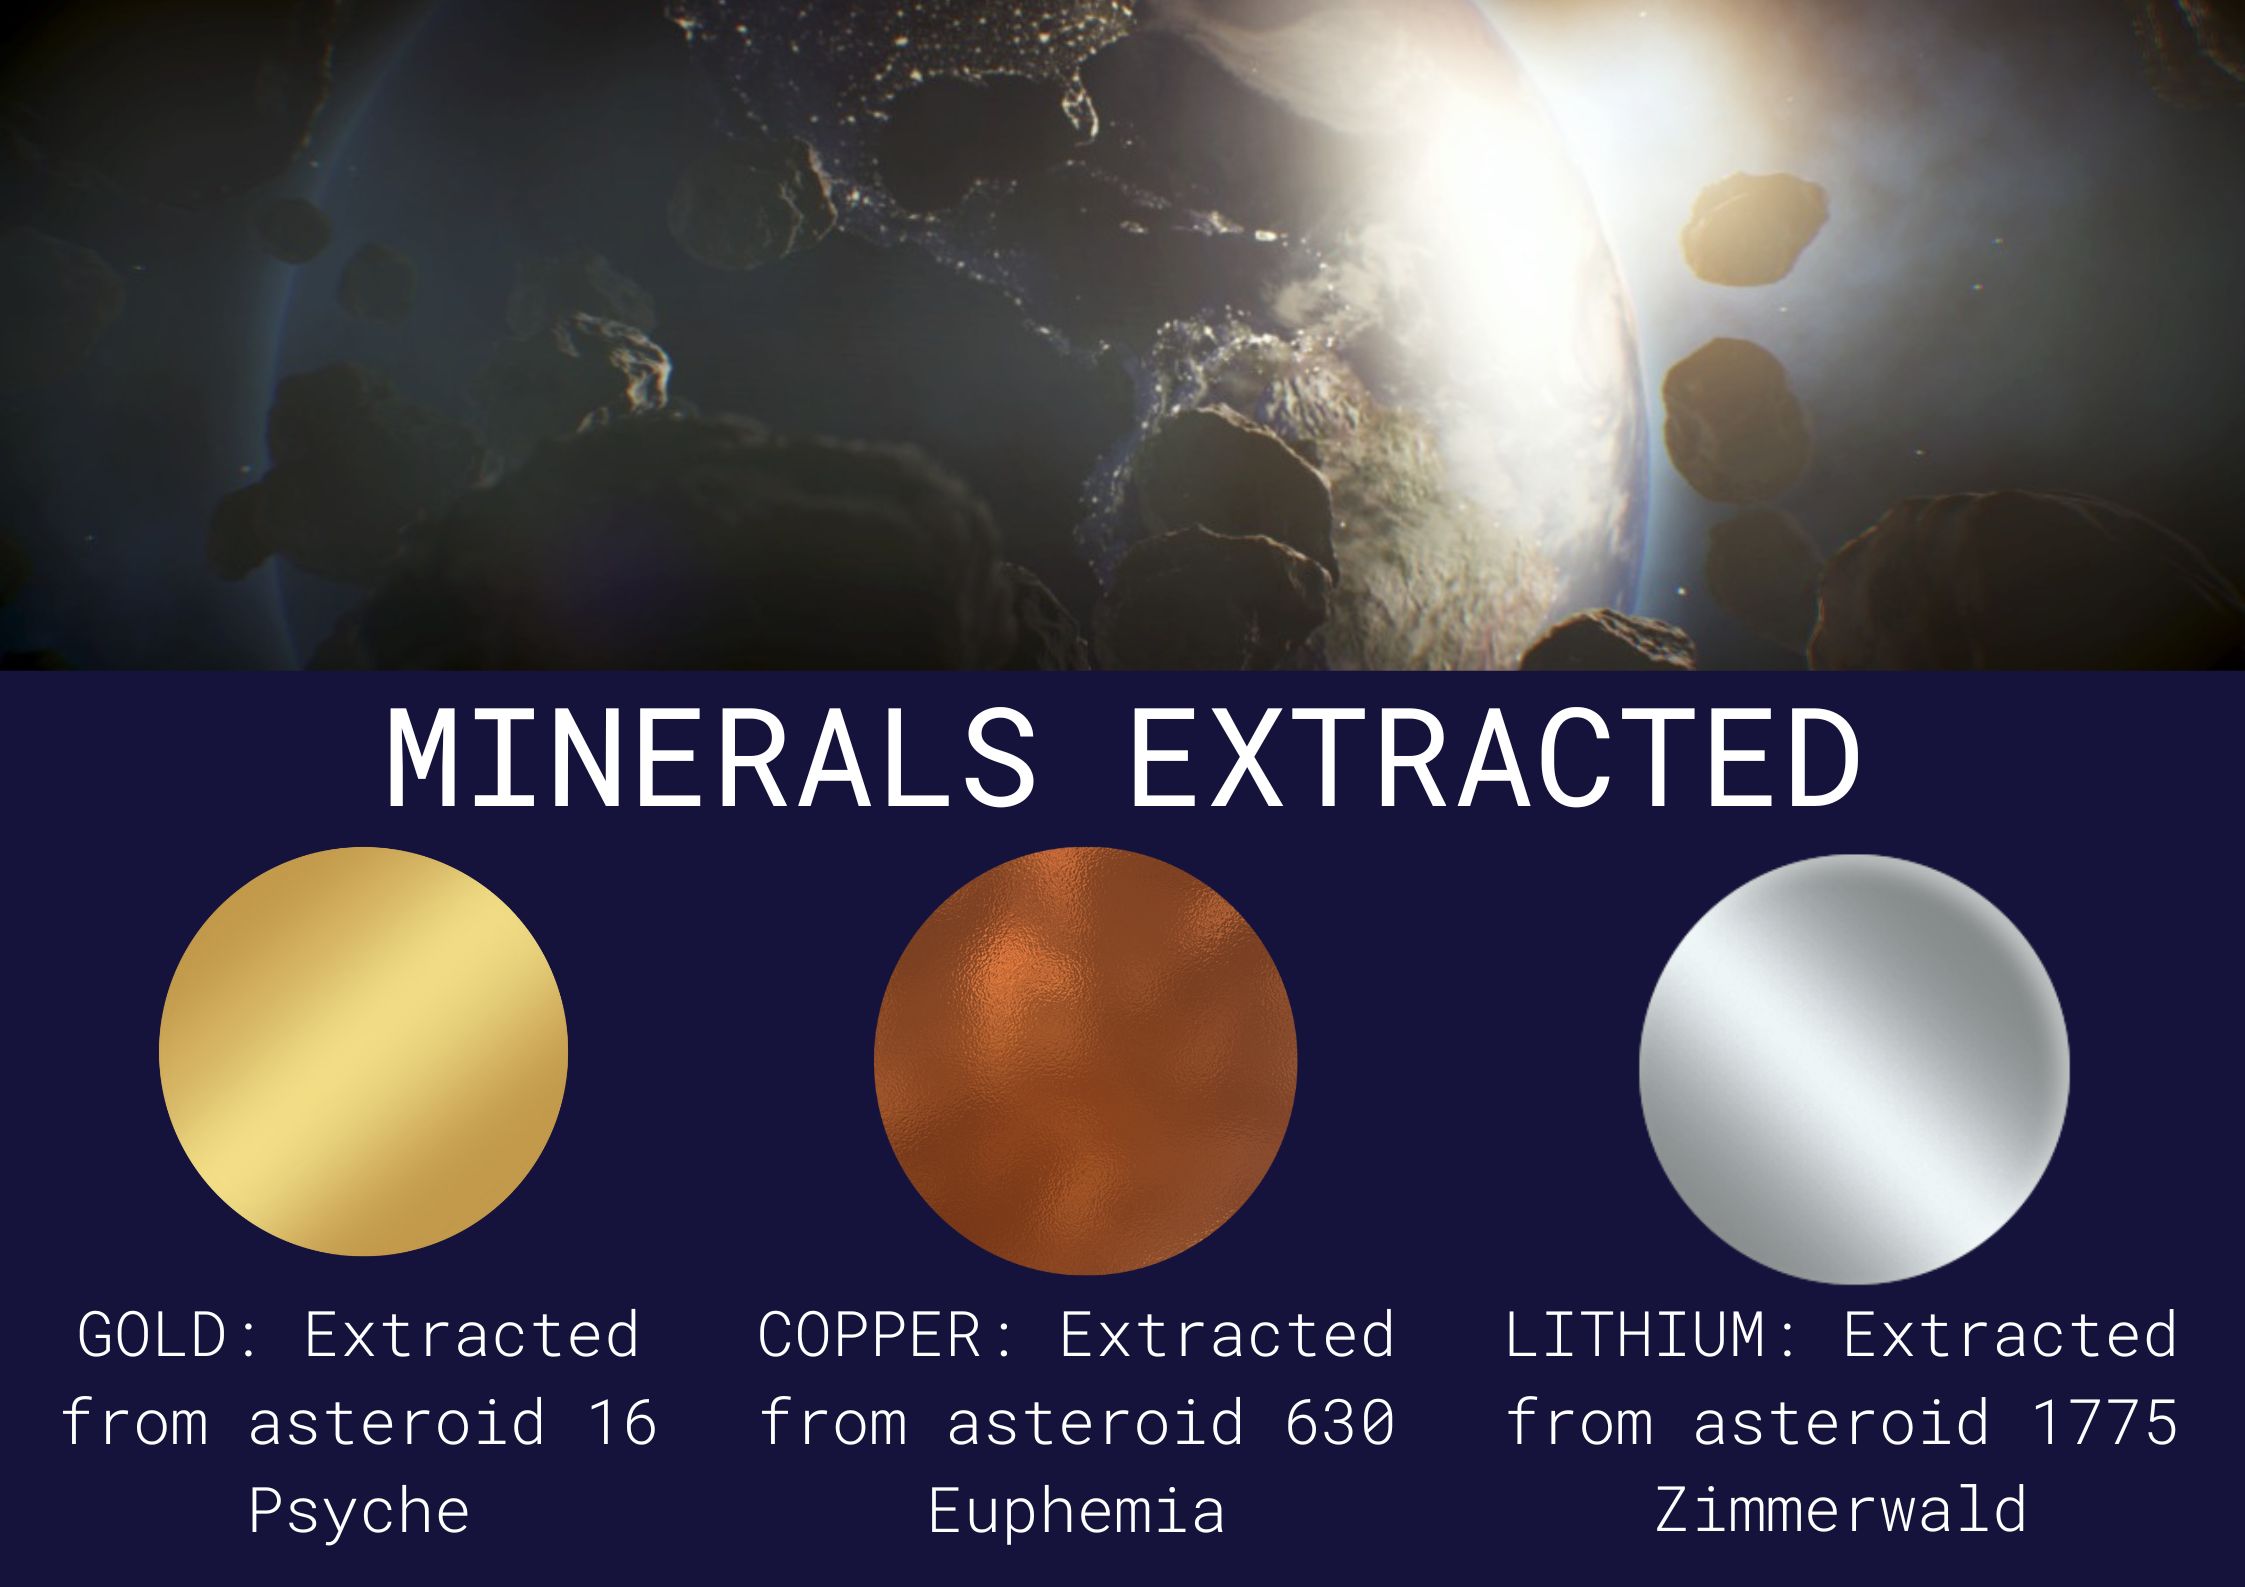 MINERALS EXTRACTED
GOLD: Extracted
from asteroid 16
Psyche
COPPER: Extracted
from asteroid 630
Euphemia
LITHIUM: Extracted
from asteroid 1775
Zimmerwald